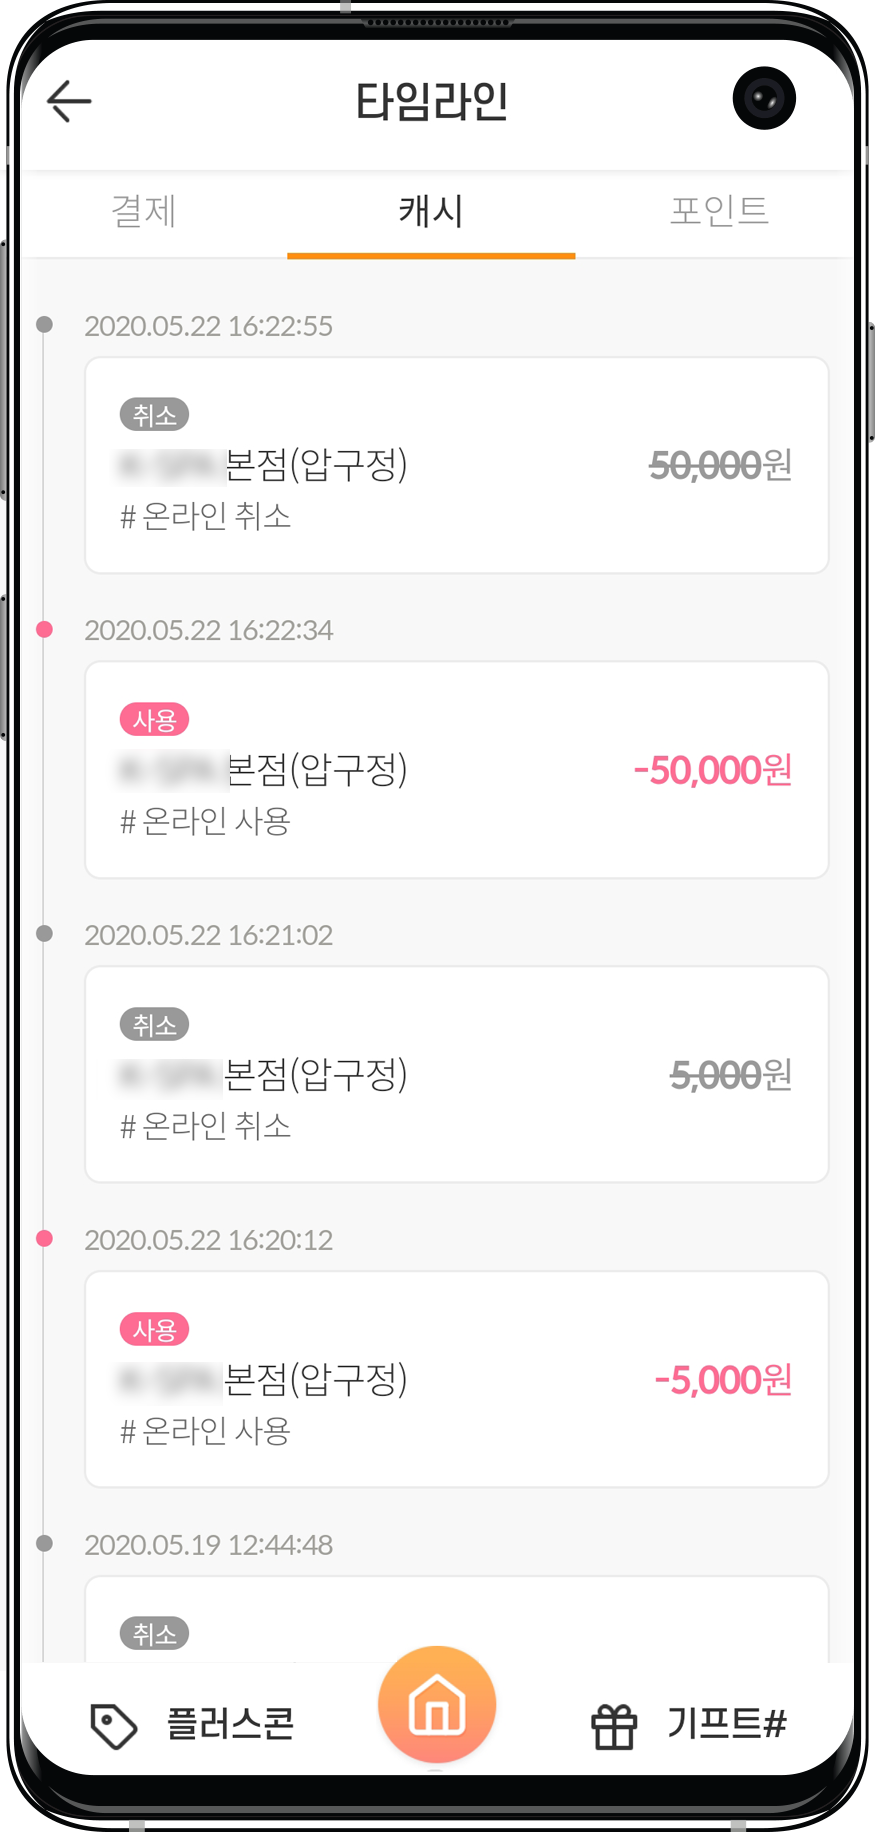 타임라인
결제 캐시 포인트
2020.05.22 16:22:55
취소
본점(압구정) 50,000원
# 온라인 취소
2020.05.22 16:22:34
사용
본점(압구정) -50,000원
# 온라인 사용
2020.05.22 16:21:02
취소
본점(압구정) 5,000원
# 온라인 취소
2020.05.22 16:20:12
사용
본점(압구정) -5,000원
# 온라인 사용
2020.05.19 12:44:48
취소
플러스콘 기프트#